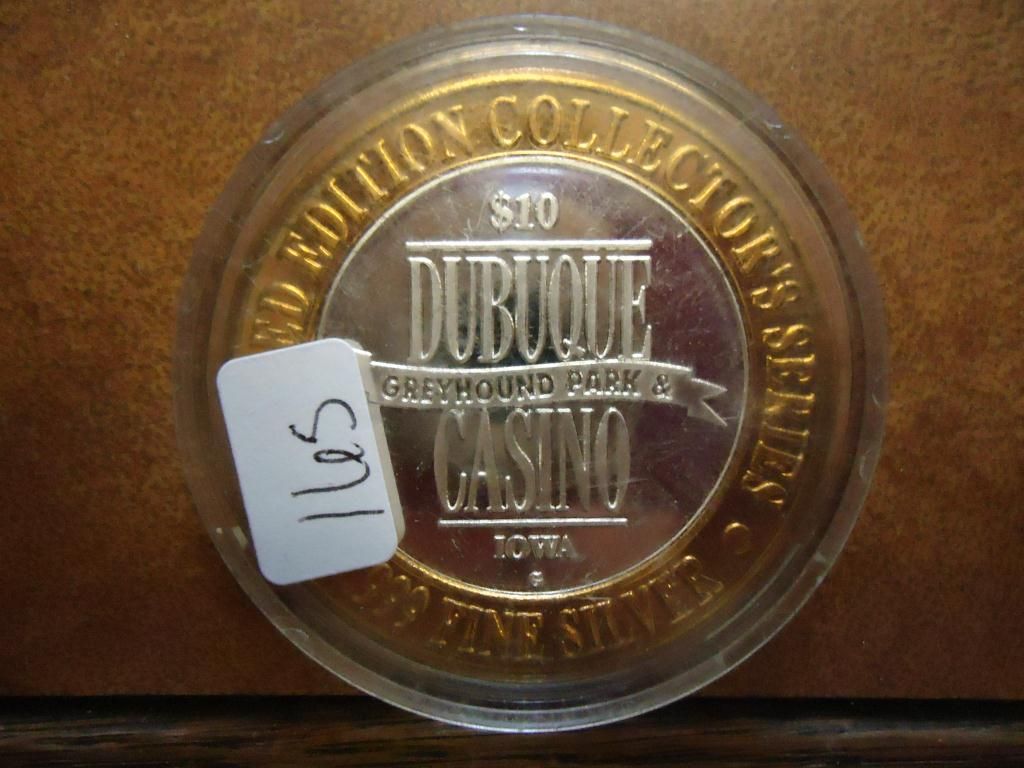 ED EDITION COLLECTOR'S SERIES •
$10
DUBUQUE
GREYHOUND PARK &
CASINO
IOWA
G
.999 FINE SILVER
165